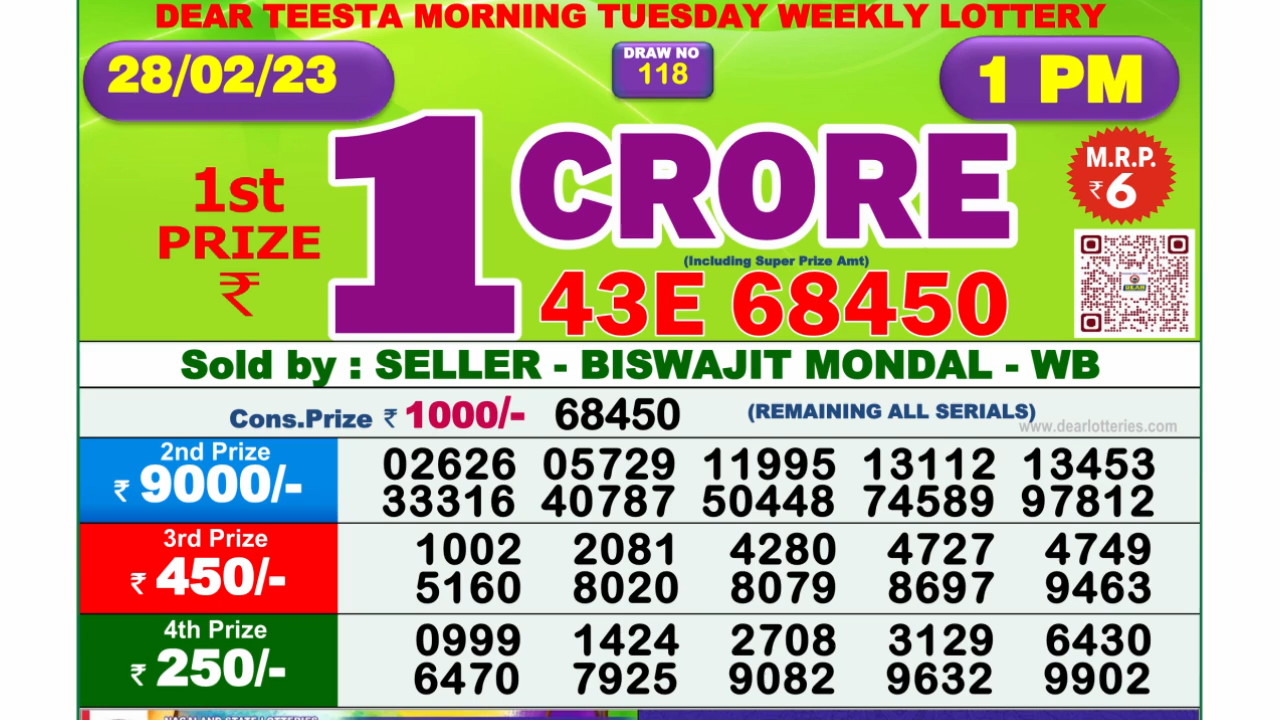 DEAR TEESTA MORNING TUESDAY WEEKLY LOTTERY
28/02/23
DRAW NO
118
1 PM
1st
PRIZE
₹
1 CRORE
M.R.P.
₹6
(Including Super Prize Amt)
43E 68450
Sold by : SELLER - BISWAJIT MONDAL - WB
Cons.Prize ₹ 1000/- 68450 (REMAINING ALL SERIALS)
www.dearlotteries.com
2nd Prize
₹ 9000/-
02626 05729 11995 13112 13453
33316 40787 50448 74589 97812
3rd Prize
₹ 450/-
1002 2081 4280 4727 4749
5160 8020 8079 8697 9463
4th Prize
₹ 250/-
0999 1424 2708 3129 6430
6470 7925 9082 9632 9902
NAGALAND STATE LOTTERIES